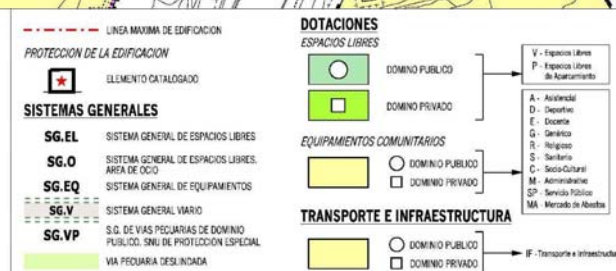 LINEA MAXIMA DE EDIFICACION
PROTECCION DE LA EDIFICACION
ELEMENTO CATALOGADO
SISTEMAS GENERALES
SG.EL SISTEMA GENERAL DE ESPACIOS LIBRES
SG.O SISTEMA GENERAL DE ESPACIOS LIBRES.
AREA DE OCIO
SG.EQ SISTEMA GENERAL DE EQUIPAMIENTOS
SG.V SISTEMA GENERAL VIARIO
SG.VP S.G. DE VIAS PECUARIAS DE DOMINIO
PUBLICO. SNU DE PROTECCION ESPECIAL
VIA PECUARIA DESLINDADA
DOTACIONES
ESPACIOS LIBRES
DOMINO PUBLICO
DOMINO PRIVADO
V - Espacios Libres
P - Espacios Libres
de Aparcamiento
EQUIPAMIENTOS COMUNITARIOS
DOMINIO PUBLICO
DOMINIO PRIVADO
A - Asistencial
D - Deportivo
E - Docente
G - Genérico
R - Religioso
S - Sanitario
C - Socio-Cultural
M - Administrativo
SP - Servicio Público
MA - Mercado de Abastos
TRANSPORTE E INFRAESTRUCTURA
DOMINIO PUBLICO
DOMINIO PRIVADO
IF - Transporte e Infraestructura